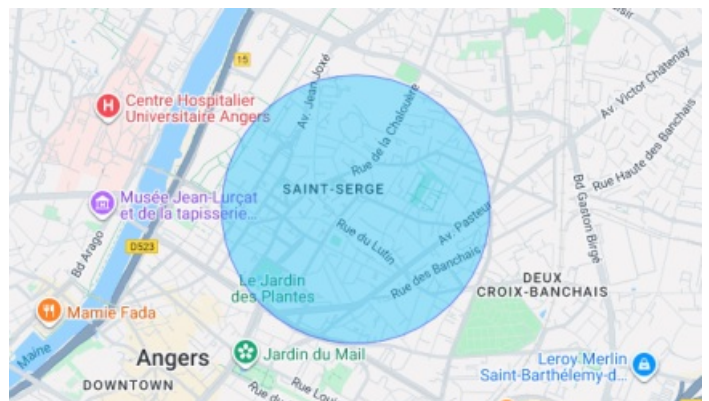 15
Av. Jean Joxé
Av. Victor Châtenay
Centre Hospitalier
Universitaire Angers
Rue de la Chalouère
Rue Haute des Banchais
Bd Gaston Birgé
SAINT-SERGE
Musée Jean-Lurçat
et de la tapisserie...
Rue du Lutin
Av. Pasteur
D523
Bd Arago
Rue des Banchais
Le Jardin
des Plantes
DEUX
CROIX-BANCHAIS
Mamie Fada
Maine
Angers
Jardin du Mail
Leroy Merlin
Saint-Barthélemy-d...
DOWNTOWN
Rue Lou
Rue du